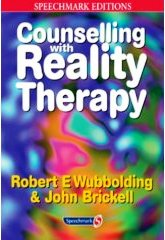 SPEECHMARK EDITIONS
Counselling
with
Reality
Therapy
Robert E Wubbolding
& John Brickell
Speechmark